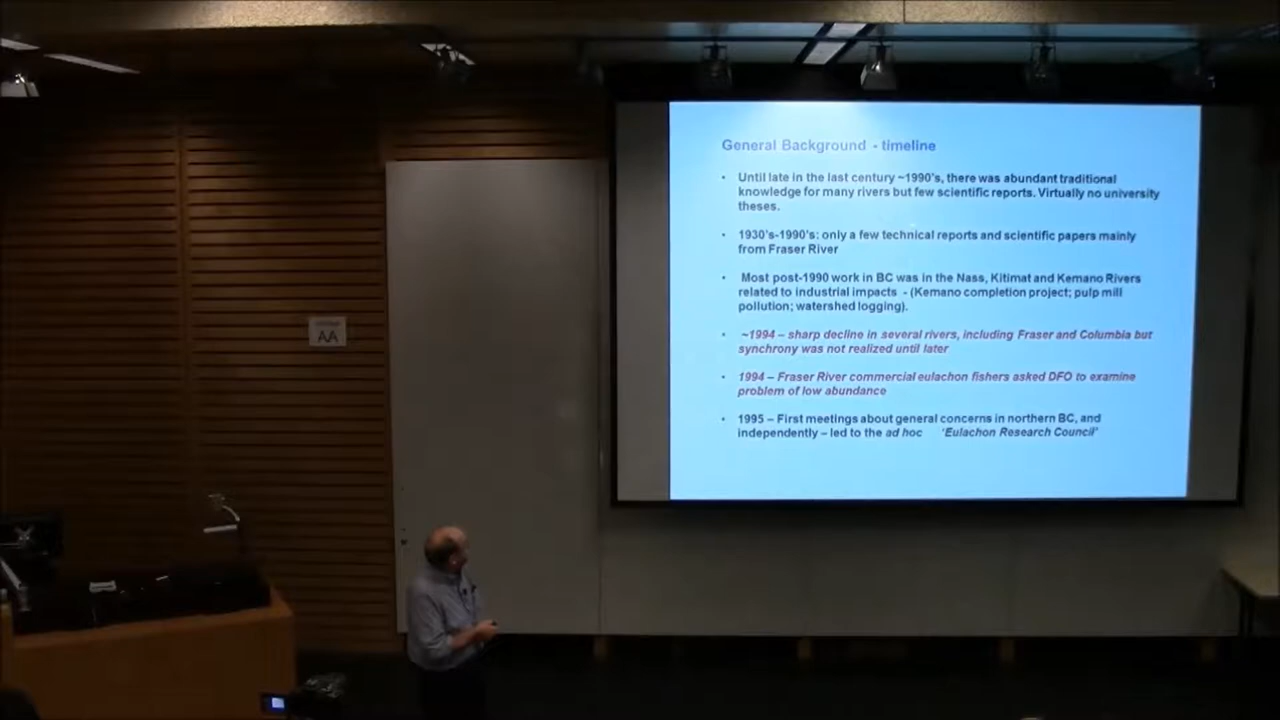 General Background - timeline
• Until late in the last century ~1990's, there was abundant traditional
knowledge for many rivers but few scientific reports. Virtually no university
theses.
• 1930's-1990's: only a few technical reports and scientific papers mainly
from Fraser River
• Most post-1990 work in BC was in the Nass, Kitimat and Kemano Rivers
related to industrial impacts - (Kemano completion project; pulp mill
pollution; watershed logging).
• ~1994 – sharp decline in several rivers, including Fraser and Columbia but
synchrony was not realized until later
• 1994 – Fraser River commercial eulachon fishers asked DFO to examine
problem of low abundance
• 1995 – First meetings about general concerns in northern BC, and
independently – led to the ad hoc 'Eulachon Research Council'
AA